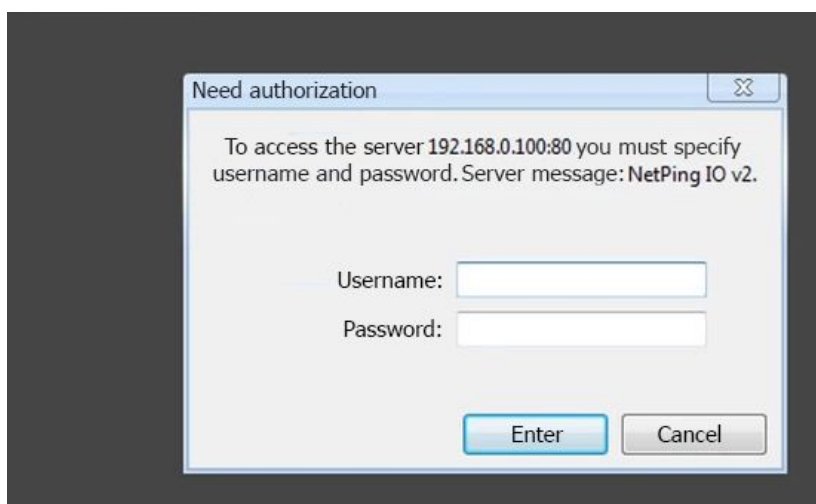 Need authorization
To access the server 192.168.0.100:80 you must specify
username and password. Server message: NetPing IO v2.
Username:
Password:
Enter Cancel